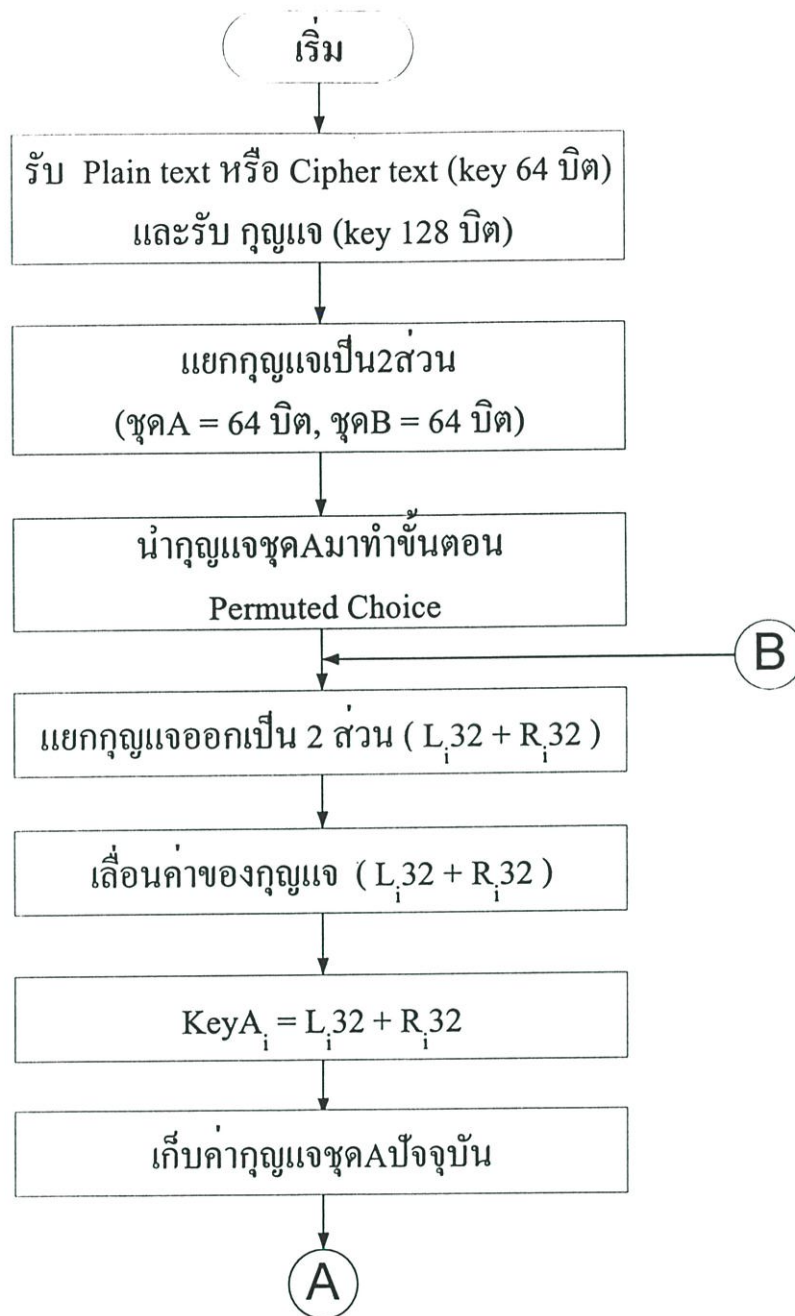 เริ่ม
รับ Plain text หรือ Cipher text (key 64 บิต)
และรับ กุญแจ (key 128 บิต)
แยกกุญแจเป็น2ส่วน
(ชุดA = 64 บิต, ชุดB = 64 บิต)
นำกุญแจชุดAมาทำขั้นตอน
Permuted Choice
B
แยกกุญแจออกเป็น 2 ส่วน ( Li32 + Ri32 )
เลื่อนค่าของกุญแจ ( Li32 + Ri32 )
KeyAi = Li32 + Ri32
เก็บค่ากุญแจชุดAปัจจุบัน
A